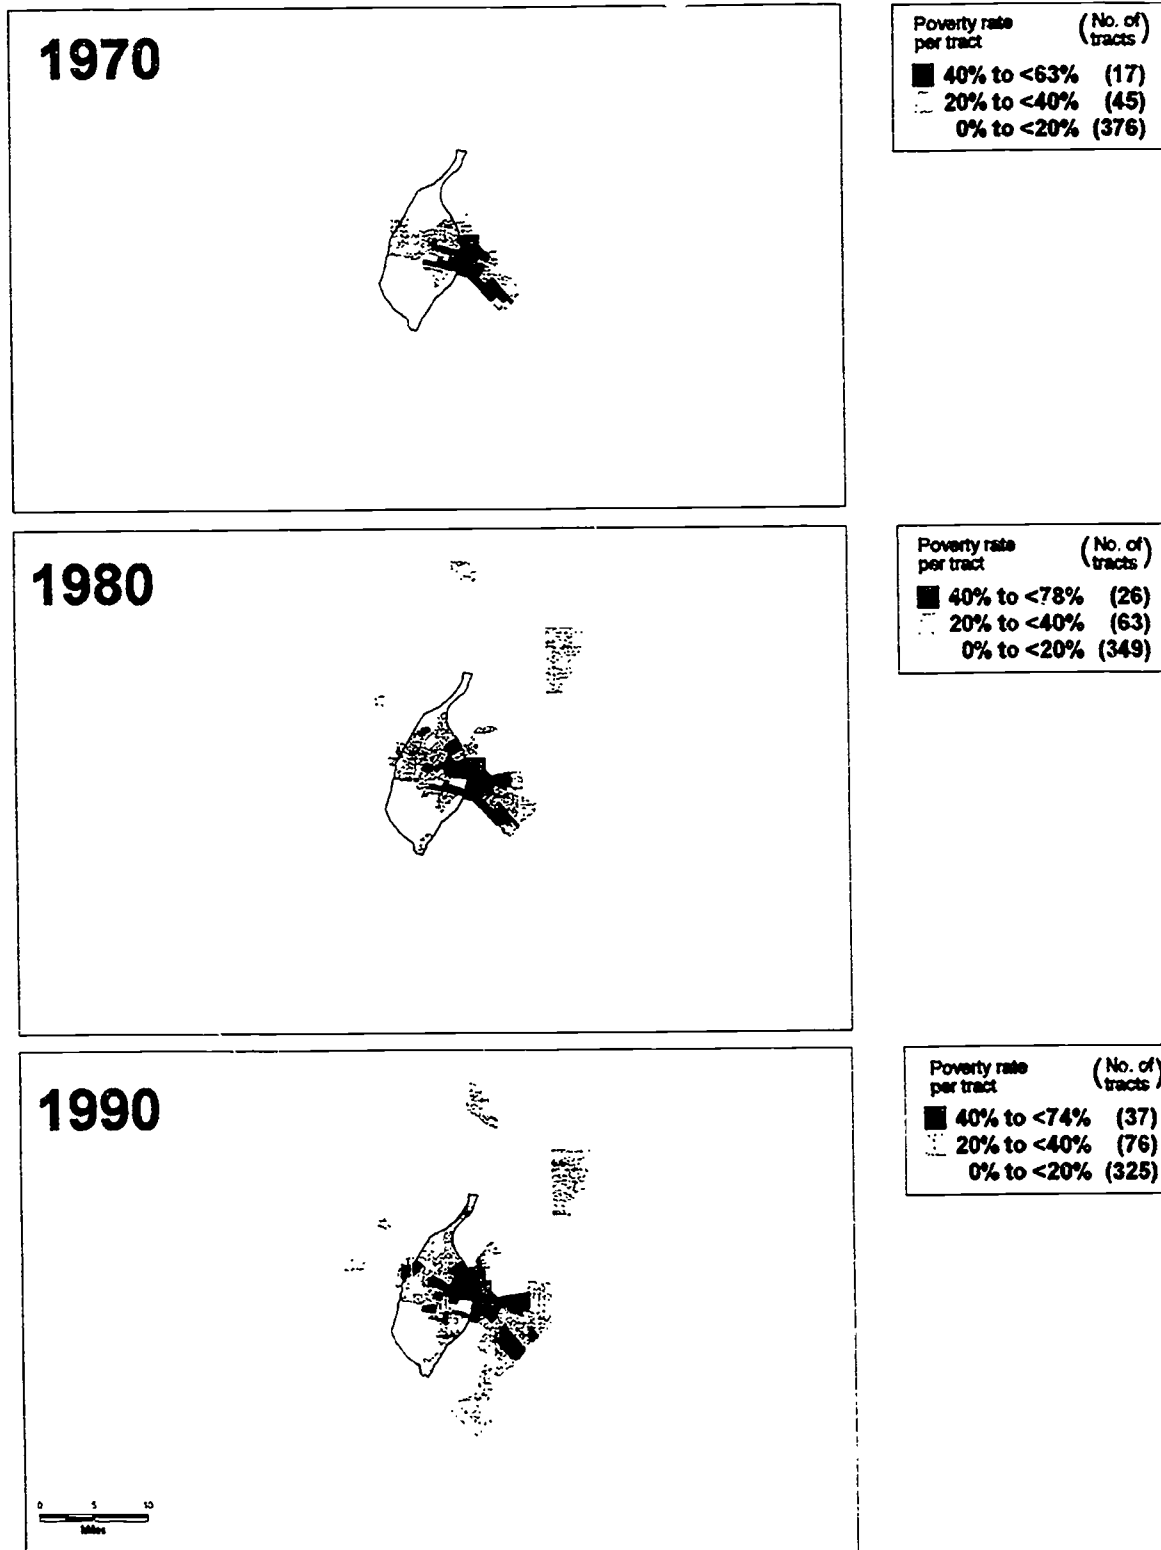 1970
Poverty rate per tract (No. of tracts)
40% to <63% (17)
20% to <40% (45)
0% to <20% (376)
1980
Poverty rate per tract (No. of tracts)
40% to <78% (26)
20% to <40% (63)
0% to <20% (349)
1990
Poverty rate per tract (No. of tracts)
40% to <74% (37)
20% to <40% (76)
0% to <20% (325)
0 5 10
Miles